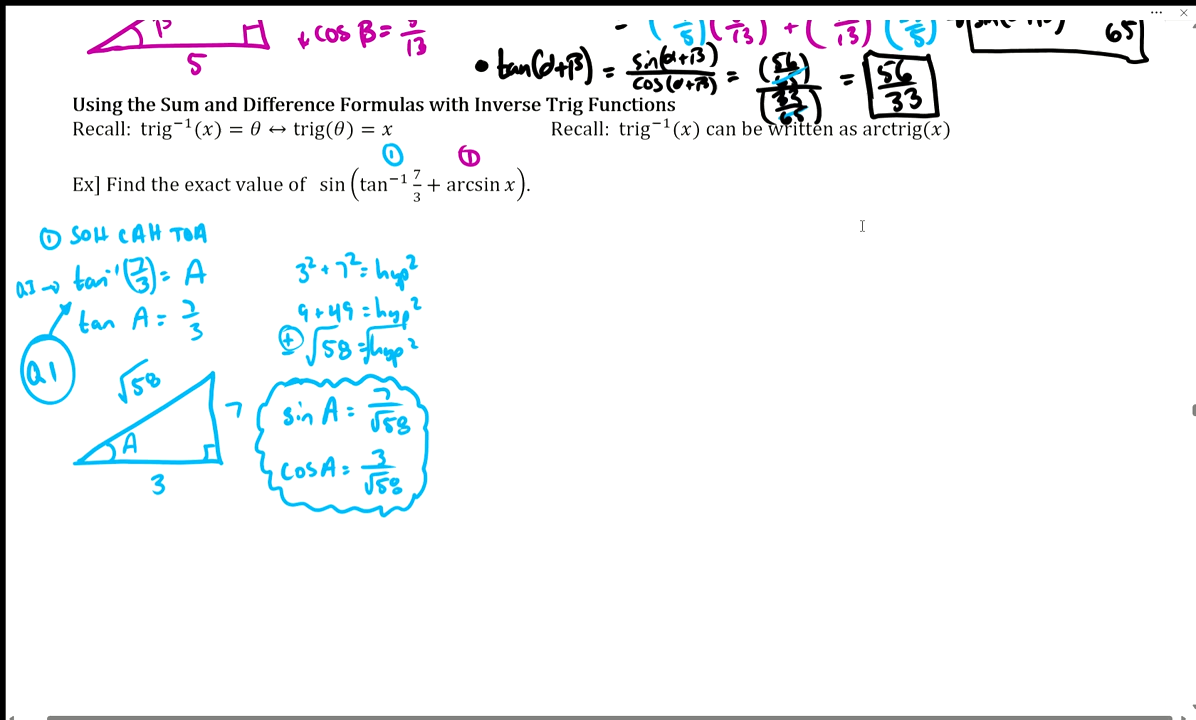 cos β = 5/13
5
65
• tan(α+β) = sin(α+β)/cos(α+β) = (56/65)/(33/65) = 56/33
Using the Sum and Difference Formulas with Inverse Trig Functions
Recall: trig⁻¹(x) = θ ↔ trig(θ) = x
Recall: trig⁻¹(x) can be written as arctrig(x)
① ①
Ex] Find the exact value of sin(tan⁻¹ 7/3 + arcsin x).
① SOH CAH TOA
QI → tan⁻¹(7/3) = A
tan A = 7/3
Q1
√58
7
A
3
3² + 7² = hyp²
9 + 49 = hyp²
± √58 = √hyp²
sin A = 7/√58
cos A = 3/√58